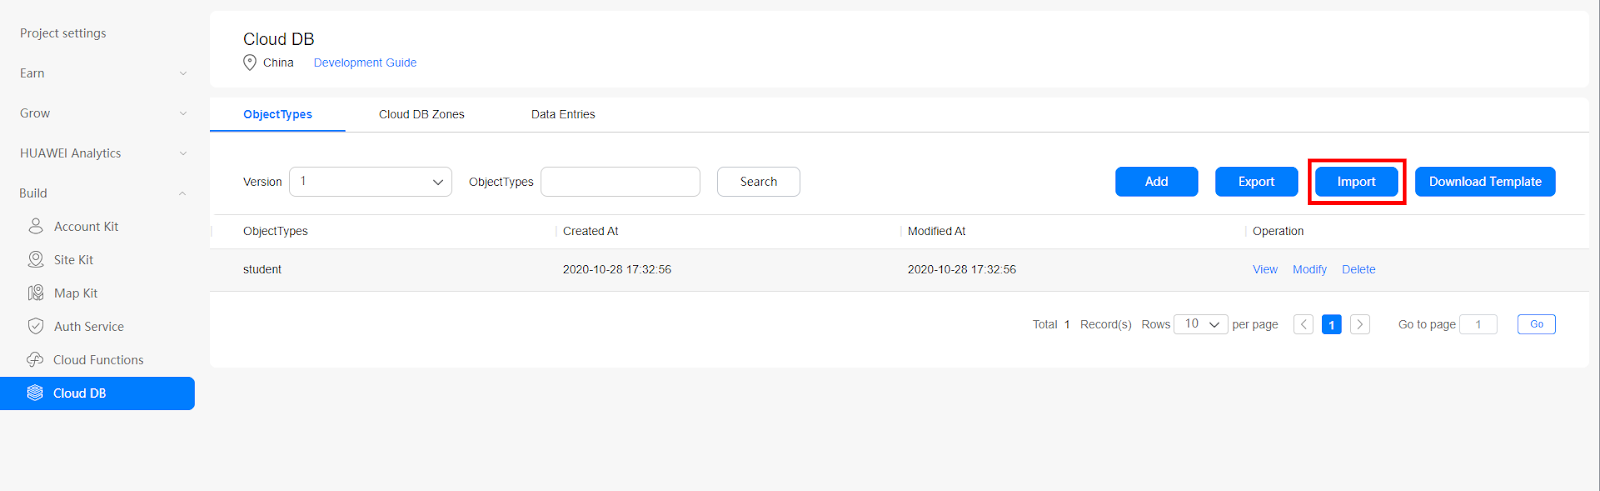 Project settings
Earn
Grow
HUAWEI Analytics
Build
Account Kit
Site Kit
Map Kit
Auth Service
Cloud Functions
Cloud DB
Cloud DB
China Development Guide
ObjectTypes Cloud DB Zones Data Entries
Version 1 ObjectTypes Search Add Export Import Download Template
ObjectTypes Created At Modified At Operation
student 2020-10-28 17:32:56 2020-10-28 17:32:56 View Modify Delete
Total 1 Record(s) Rows 10 per page 1 Go to page 1 Go